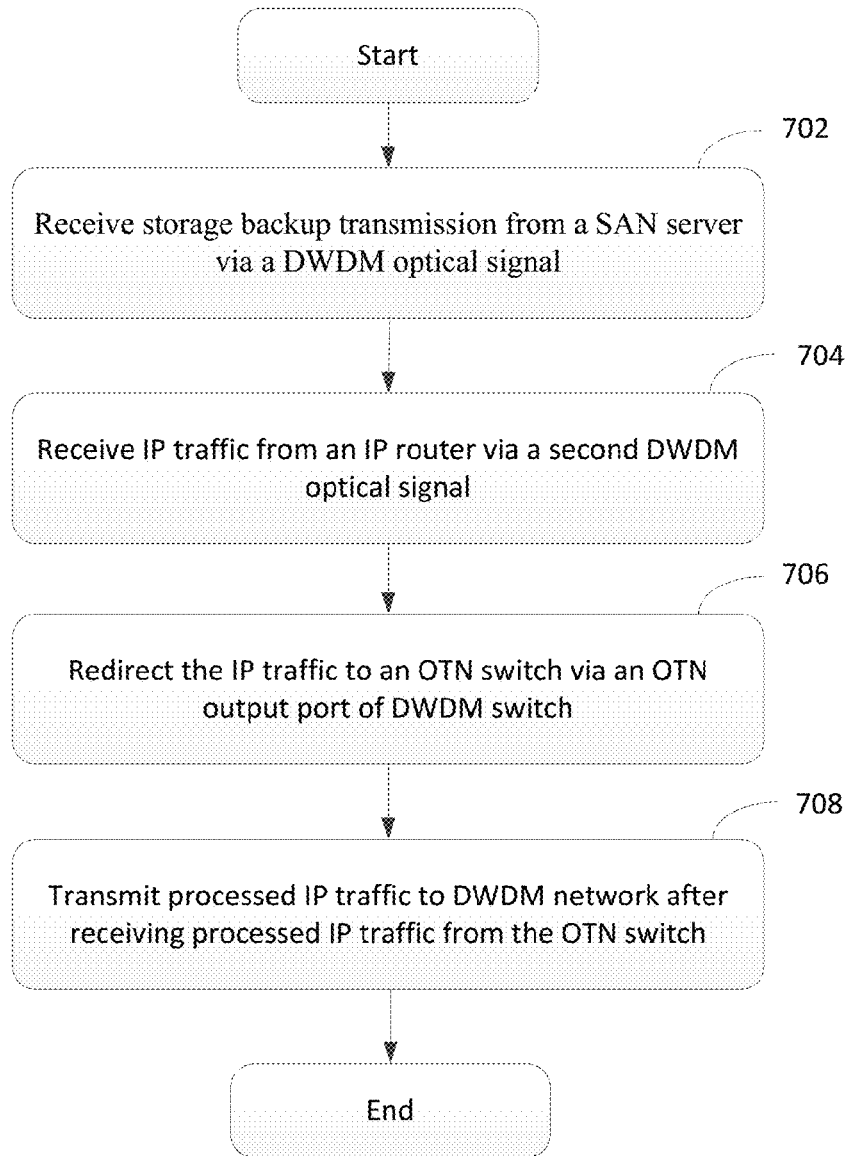 Start
702
Receive storage backup transmission from a SAN server
via a DWDM optical signal
704
Receive IP traffic from an IP router via a second DWDM
optical signal
706
Redirect the IP traffic to an OTN switch via an OTN
output port of DWDM switch
708
Transmit processed IP traffic to DWDM network after
receiving processed IP traffic from the OTN switch
End